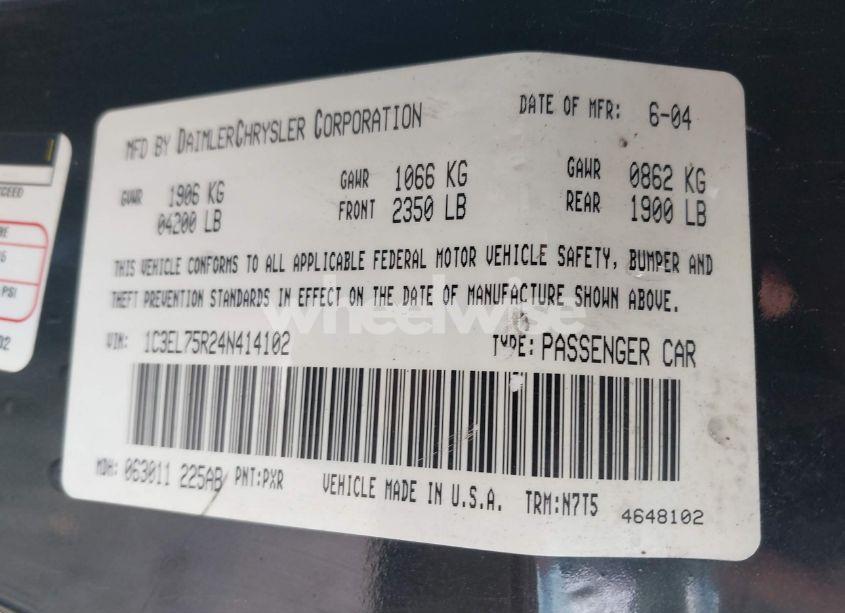 MFD BY DAIMLERCHRYSLER CORPORATION
DATE OF MFR: 6-04
GVWR 1906 KG
04200 LB
GAWR 1066 KG
FRONT 2350 LB
GAWR 0862 KG
REAR 1900 LB
THIS VEHICLE CONFORMS TO ALL APPLICABLE FEDERAL MOTOR VEHICLE SAFETY, BUMPER AND
THEFT PREVENTION STANDARDS IN EFFECT ON THE DATE OF MANUFACTURE SHOWN ABOVE.
wheelwise
VIN: 1C3EL75R24N414102
TYPE: PASSENGER CAR
MDH: 063011 225AB PNT:PXR
VEHICLE MADE IN U.S.A. TRM:N7T5
4648102
PSI